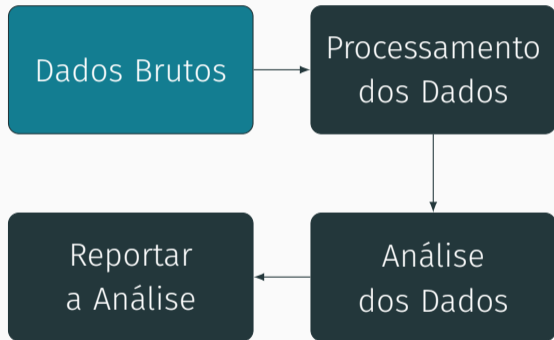 Dados Brutos
Processamento
dos Dados
Análise
dos Dados
Reportar
a Análise